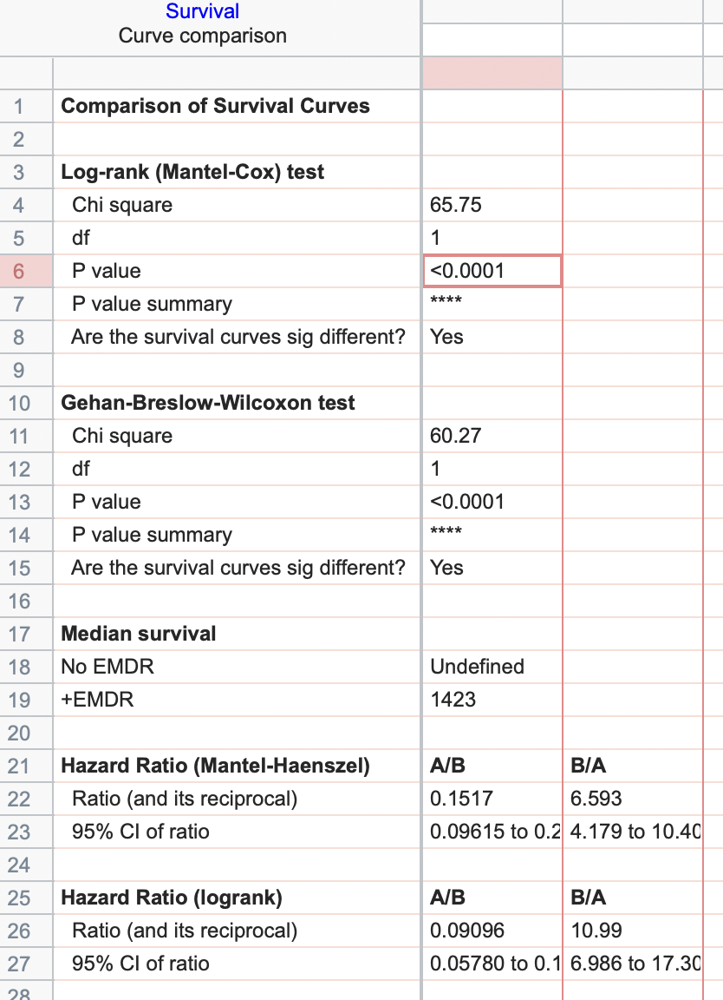 Survival
Curve comparison
1 Comparison of Survival Curves
2
3 Log-rank (Mantel-Cox) test
4 Chi square 65.75
5 df 1
6 P value <0.0001
7 P value summary ****
8 Are the survival curves sig different? Yes
9
10 Gehan-Breslow-Wilcoxon test
11 Chi square 60.27
12 df 1
13 P value <0.0001
14 P value summary ****
15 Are the survival curves sig different? Yes
16
17 Median survival
18 No EMDR Undefined
19 +EMDR 1423
20
21 Hazard Ratio (Mantel-Haenszel) A/B B/A
22 Ratio (and its reciprocal) 0.1517 6.593
23 95% CI of ratio 0.09615 to 0.2 4.179 to 10.40
24
25 Hazard Ratio (logrank) A/B B/A
26 Ratio (and its reciprocal) 0.09096 10.99
27 95% CI of ratio 0.05780 to 0.1 6.986 to 17.30
28